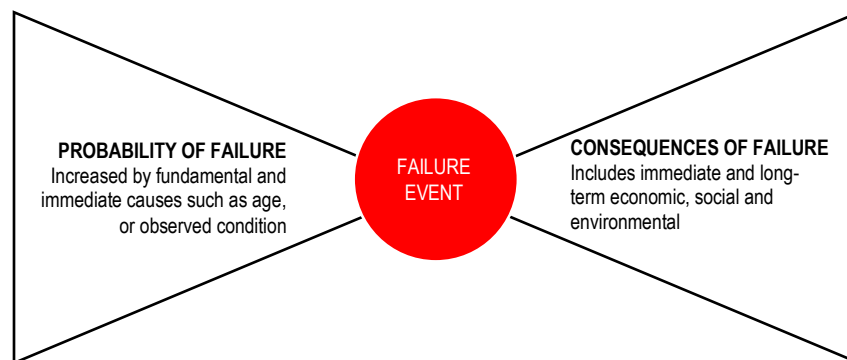 PROBABILITY OF FAILURE
Increased by fundamental and
immediate causes such as age,
or observed condition
FAILURE
EVENT
CONSEQUENCES OF FAILURE
Includes immediate and long-
term economic, social and
environmental